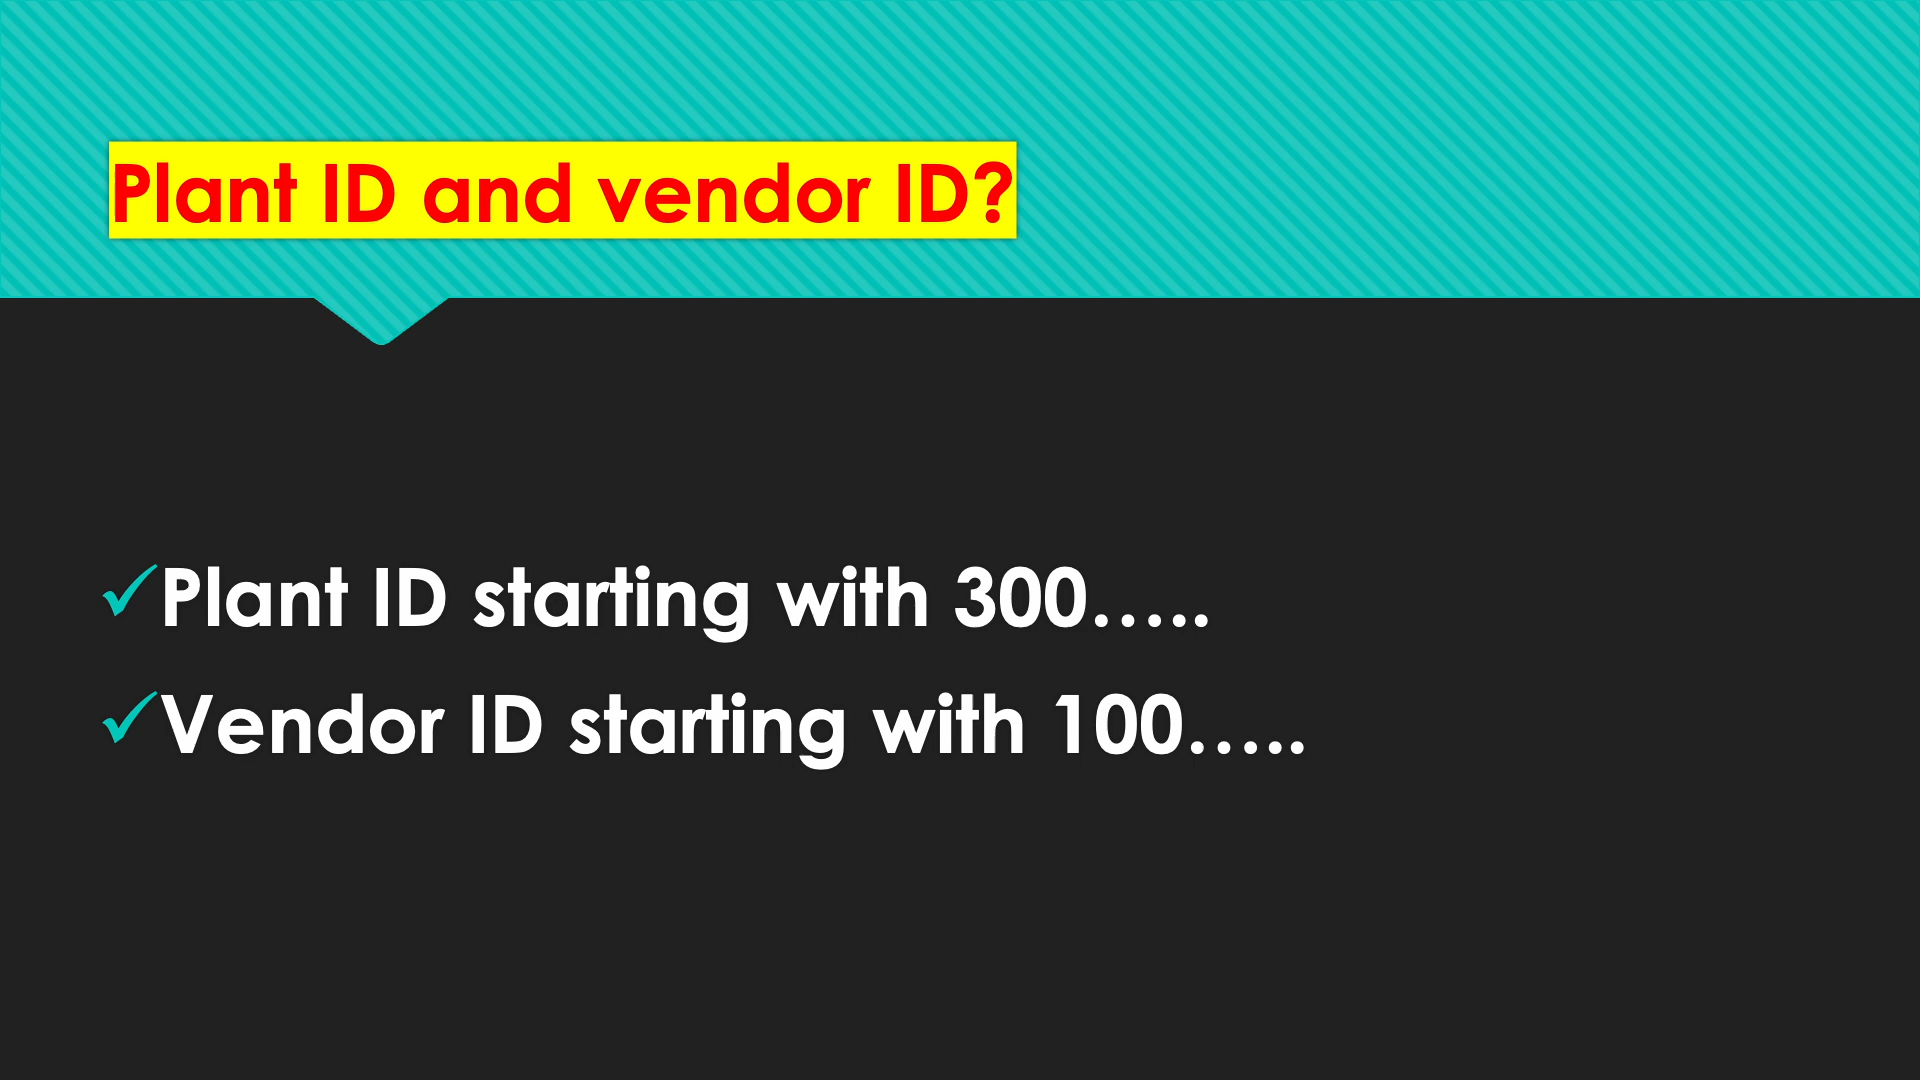 Plant ID and vendor ID?
✓Plant ID starting with 300…..
✓Vendor ID starting with 100…..